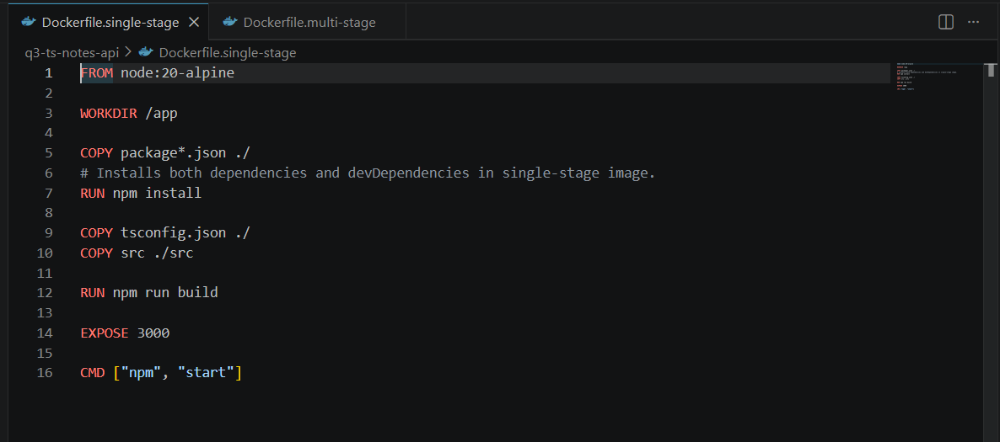 Dockerfile.single-stage
Dockerfile.multi-stage
q3-ts-notes-api > Dockerfile.single-stage
1 FROM node:20-alpine
2
3 WORKDIR /app
4
5 COPY package*.json ./
6 # Installs both dependencies and devDependencies in single-stage image.
7 RUN npm install
8
9 COPY tsconfig.json ./
10 COPY src ./src
11
12 RUN npm run build
13
14 EXPOSE 3000
15
16 CMD ["npm", "start"]